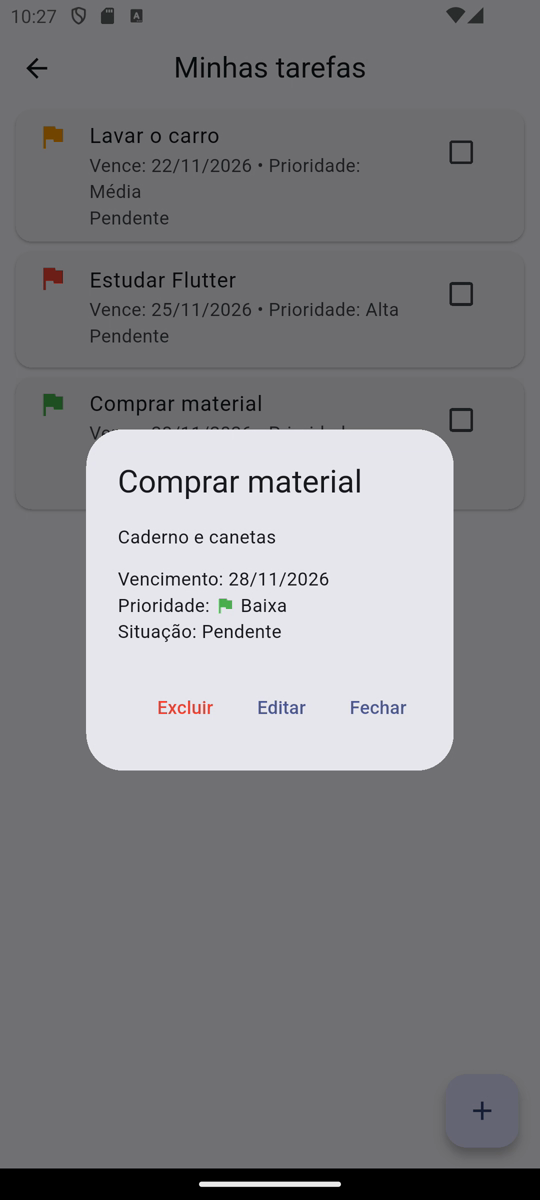 10:27
Minhas tarefas
Lavar o carro
Vence: 22/11/2026 • Prioridade:
Média
Pendente
Estudar Flutter
Vence: 25/11/2026 • Prioridade: Alta
Pendente
Comprar material
Comprar material
Caderno e canetas
Vencimento: 28/11/2026
Prioridade: Baixa
Situação: Pendente
Excluir
Editar
Fechar